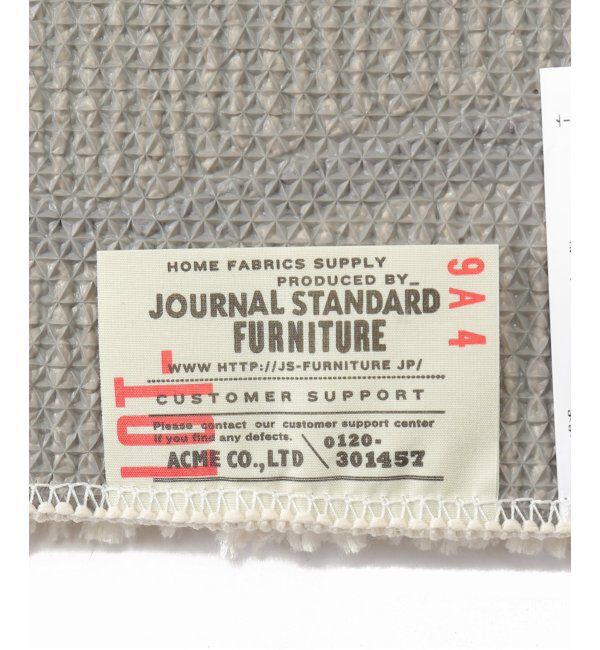 HOME FABRICS SUPPLY
PRODUCED BY_
JOURNAL STANDARD
FURNITURE
WWW HTTP://JS-FURNITURE JP/
CUSTOMER SUPPORT
Please contact our customer support center
if you find any defects.
ACME CO.,LTD
0120-
301457
9A4
LOT-